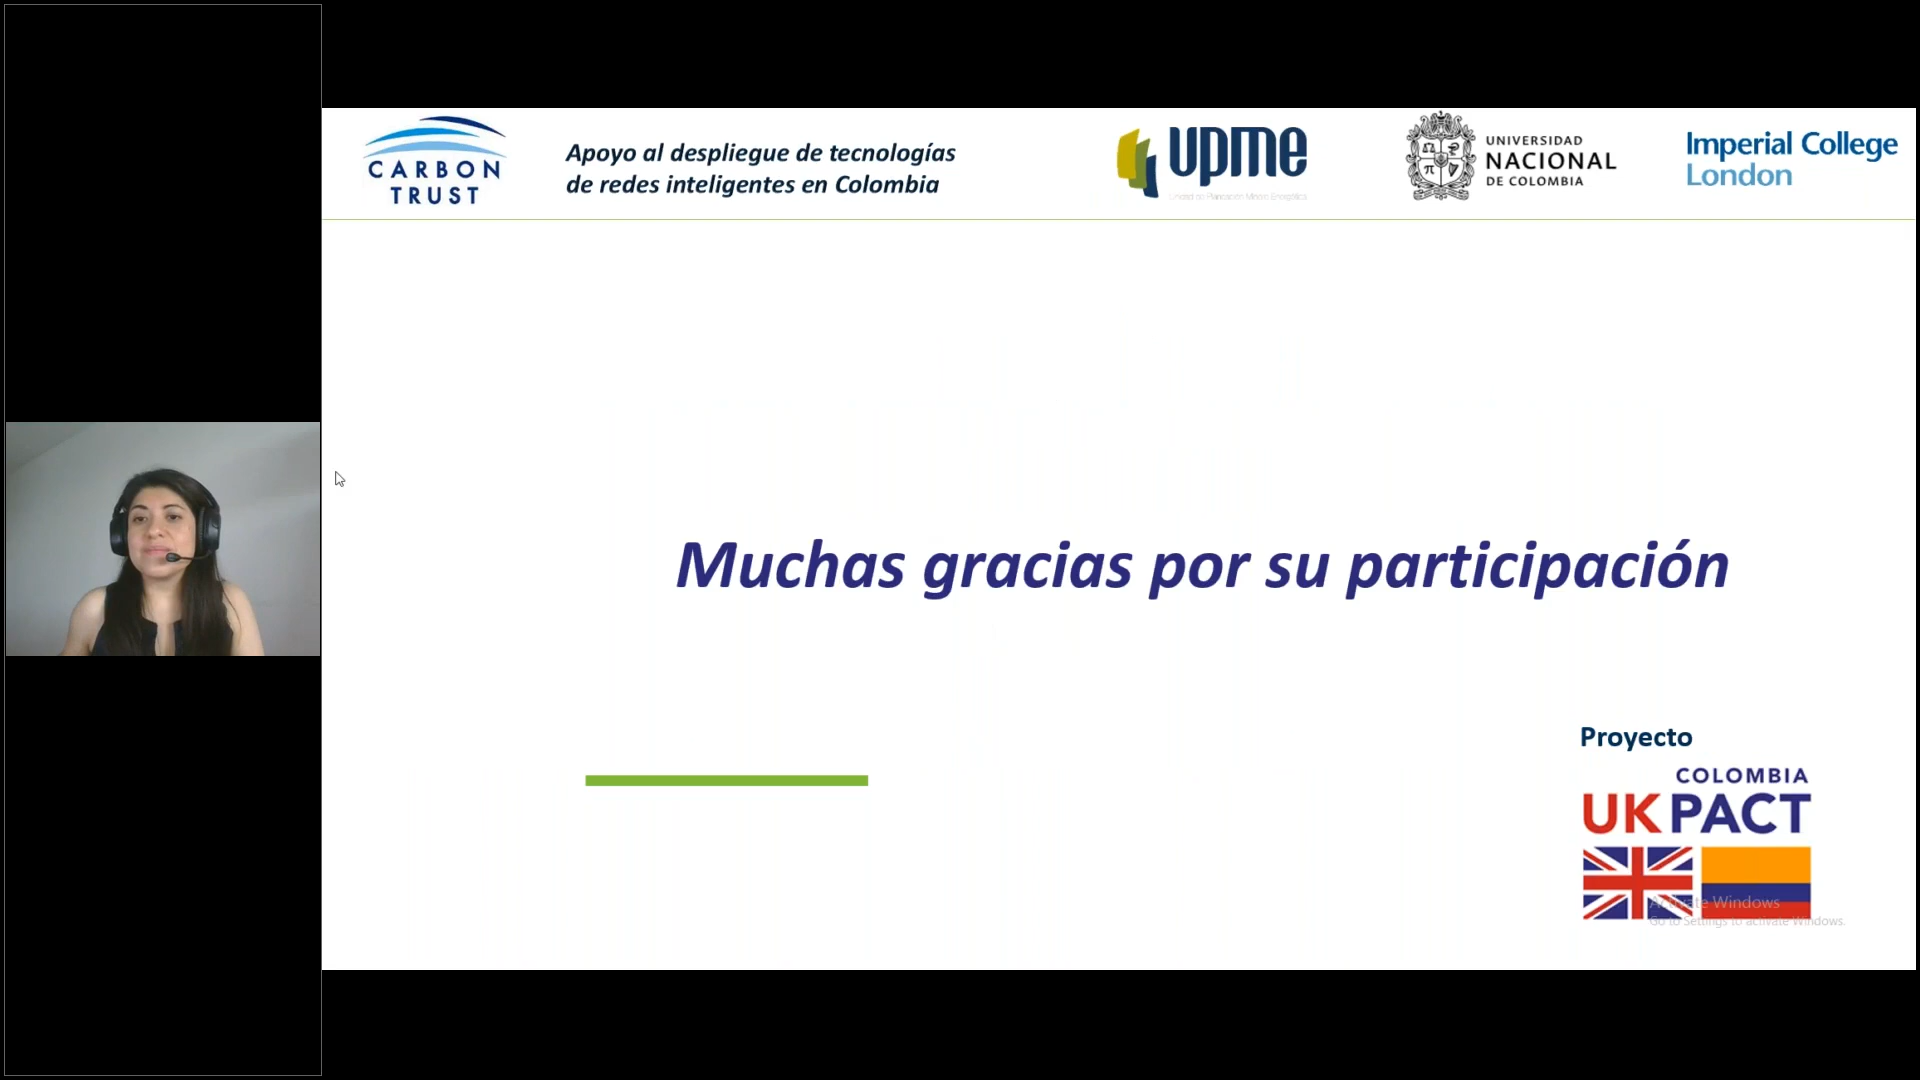 CARBON
TRUST
Apoyo al despliegue de tecnologías
de redes inteligentes en Colombia
upme
Unidad de Planeación Minero Energética
UNIVERSIDAD
NACIONAL
DE COLOMBIA
Imperial College
London
Muchas gracias por su participación
Proyecto
COLOMBIA
UK PACT
Activate Windows
Go to Settings to activate Windows.